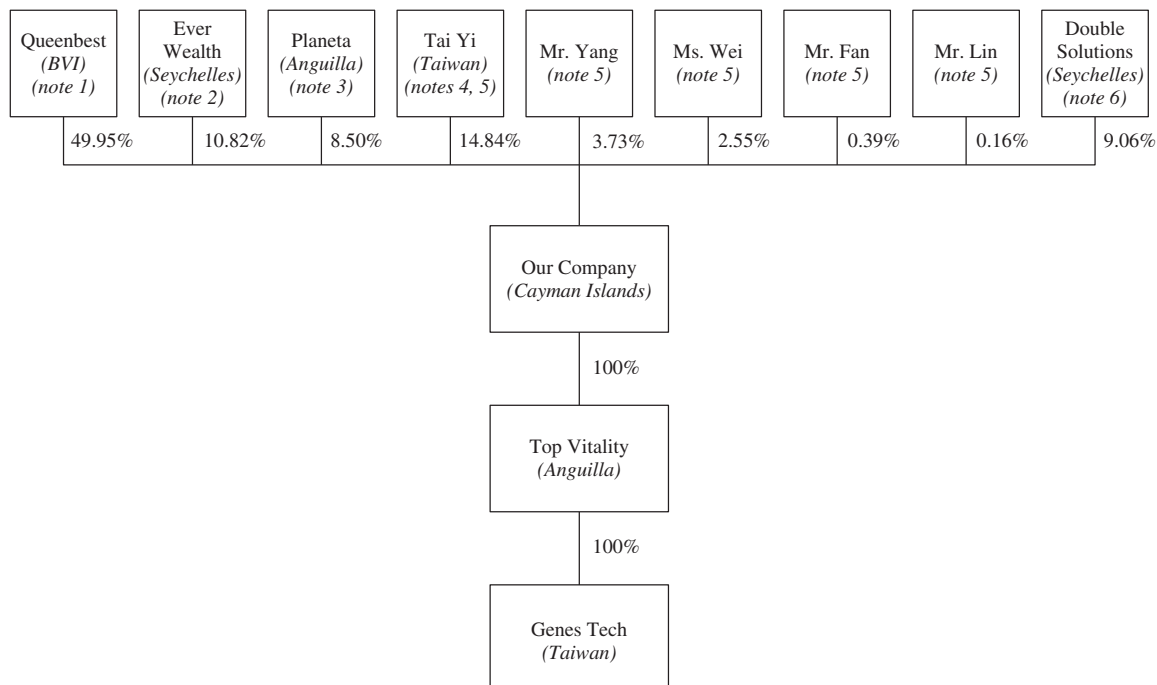 Queenbest
(BVI)
(note 1)
Ever
Wealth
(Seychelles)
(note 2)
Planeta
(Anguilla)
(note 3)
Tai Yi
(Taiwan)
(notes 4, 5)
Mr. Yang
(note 5)
Ms. Wei
(note 5)
Mr. Fan
(note 5)
Mr. Lin
(note 5)
Double
Solutions
(Seychelles)
(note 6)
49.95%
10.82%
8.50%
14.84%
3.73%
2.55%
0.39%
0.16%
9.06%
Our Company
(Cayman Islands)
100%
Top Vitality
(Anguilla)
100%
Genes Tech
(Taiwan)